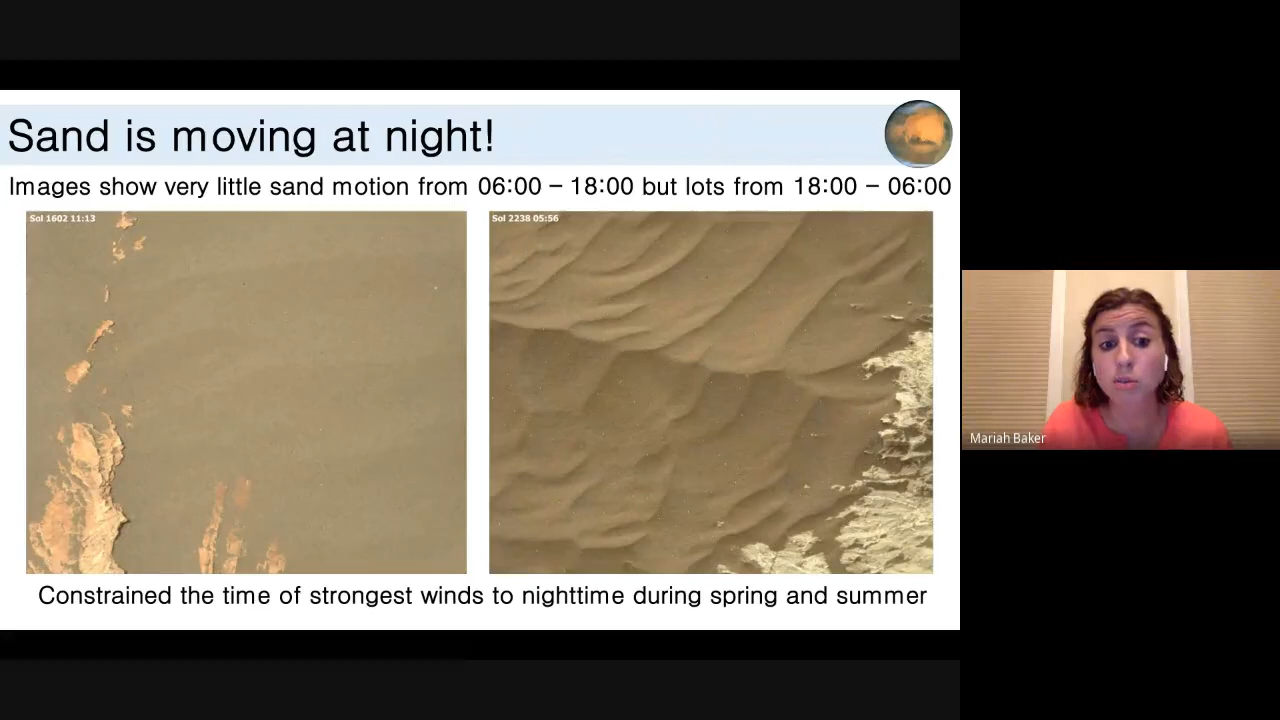 Sand is moving at night!
Images show very little sand motion from 06:00 – 18:00 but lots from 18:00 – 06:00
Sol 1602 11:13
Sol 2238 05:56
Constrained the time of strongest winds to nighttime during spring and summer
Mariah Baker